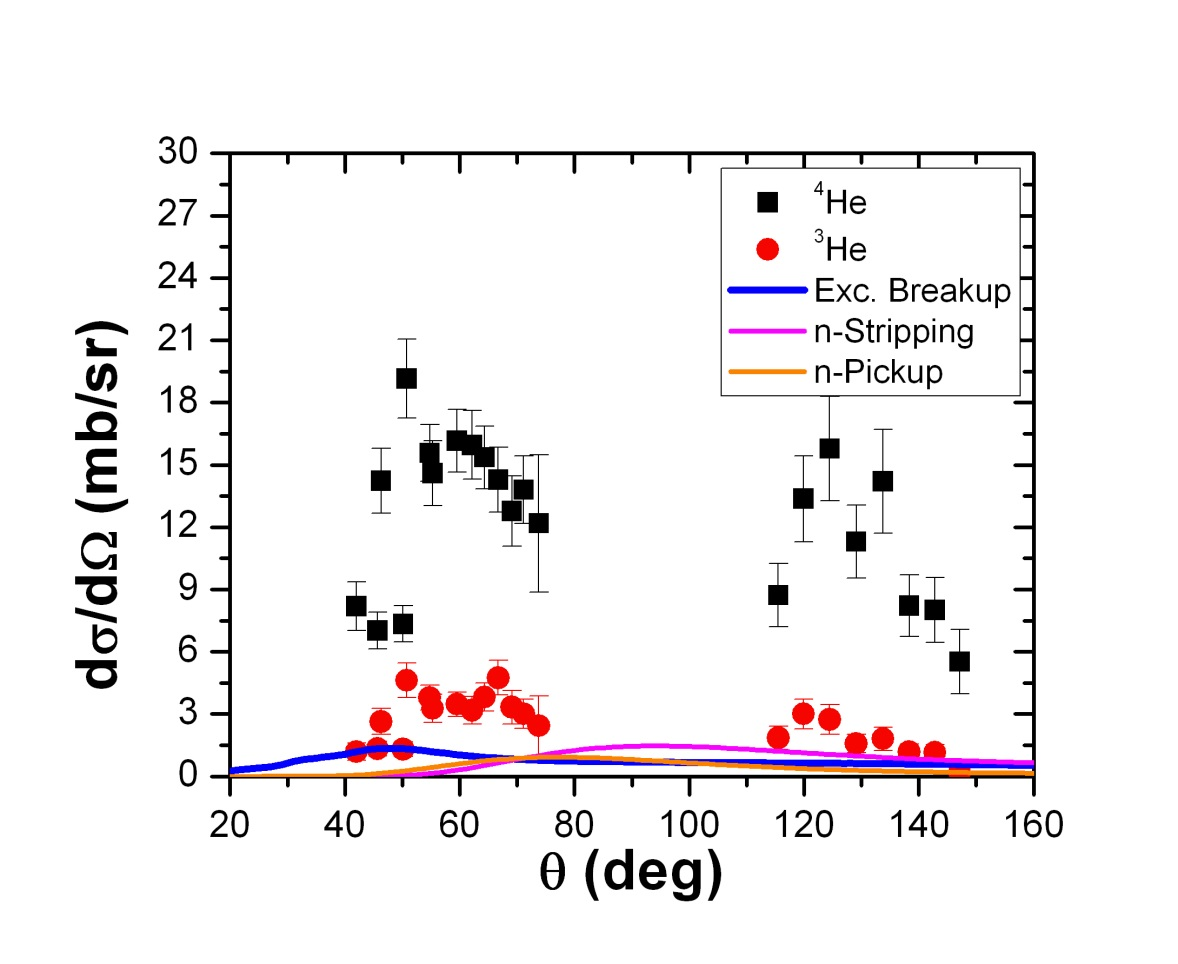 30
27
24
21
18
15
12
9
6
3
0
dσ/dΩ (mb/sr)
⁴He
³He
Exc. Breakup
n-Stripping
n-Pickup
20 40 60 80 100 120 140 160
θ (deg)